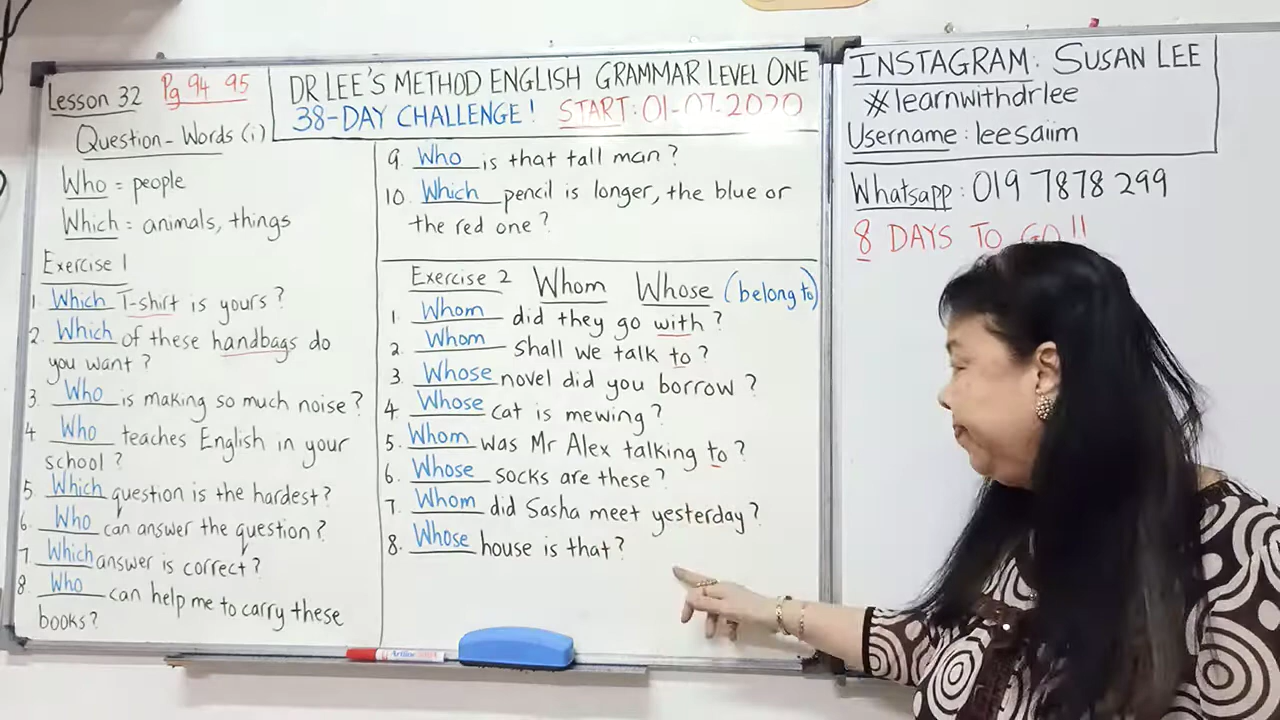 Lesson 32 Pg 94 95
DR LEE'S METHOD ENGLISH GRAMMAR LEVEL ONE
38-DAY CHALLENGE! START: 01-07-2020
Question-Words (i)
Who = people
Which = animals, things
Exercise 1
1. Which T-shirt is yours?
2. Which of these handbags do
you want?
3. Who is making so much noise?
4 Who teaches English in your
school?
5 Which question is the hardest?
6. Who can answer the question?
7. Which answer is correct?
8. Who can help me to carry these
books?
9. Who is that tall man?
10. Which pencil is longer, the blue or
the red one?
Exercise 2 Whom Whose (belong to)
1. Whom did they go with?
2. Whom shall we talk to?
3. Whose novel did you borrow?
4. Whose cat is mewing?
5. Whom was Mr Alex talking to?
6. Whose socks are these?
7. Whom did Sasha meet yesterday?
8. Whose house is that?
INSTAGRAM: SUSAN LEE
#learnwithdrlee
Username: leesaiim
Whatsapp: 019 7878 299
8 DAYS TO GO!!
Artline